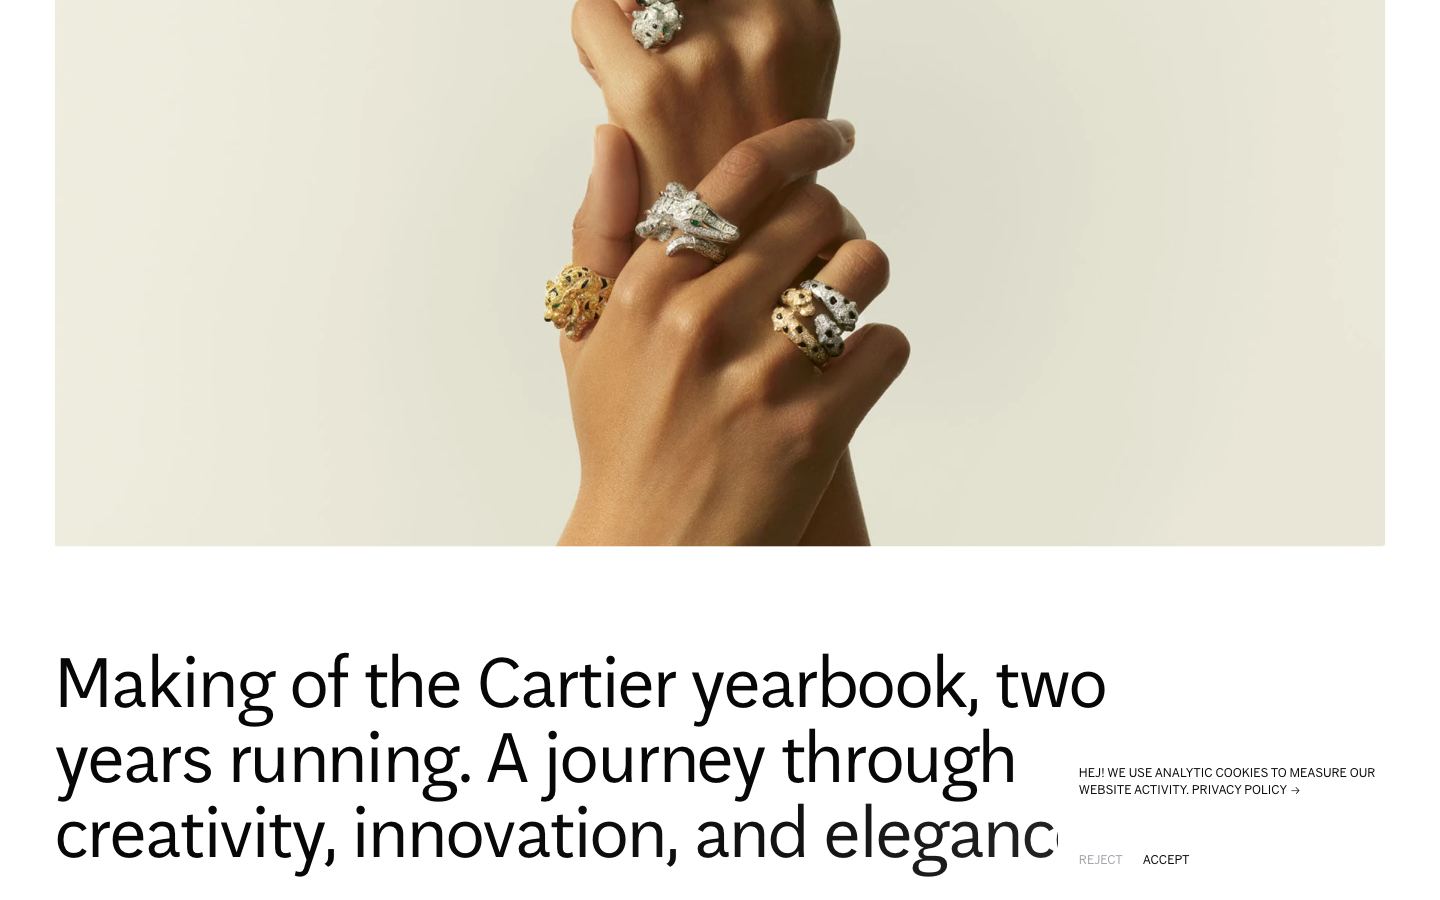 Making of the Cartier yearbook, two
years running. A journey through
creativity, innovation, and eleganc
HEJ! WE USE ANALYTIC COOKIES TO MEASURE OUR
WEBSITE ACTIVITY. PRIVACY POLICY →
REJECT ACCEPT